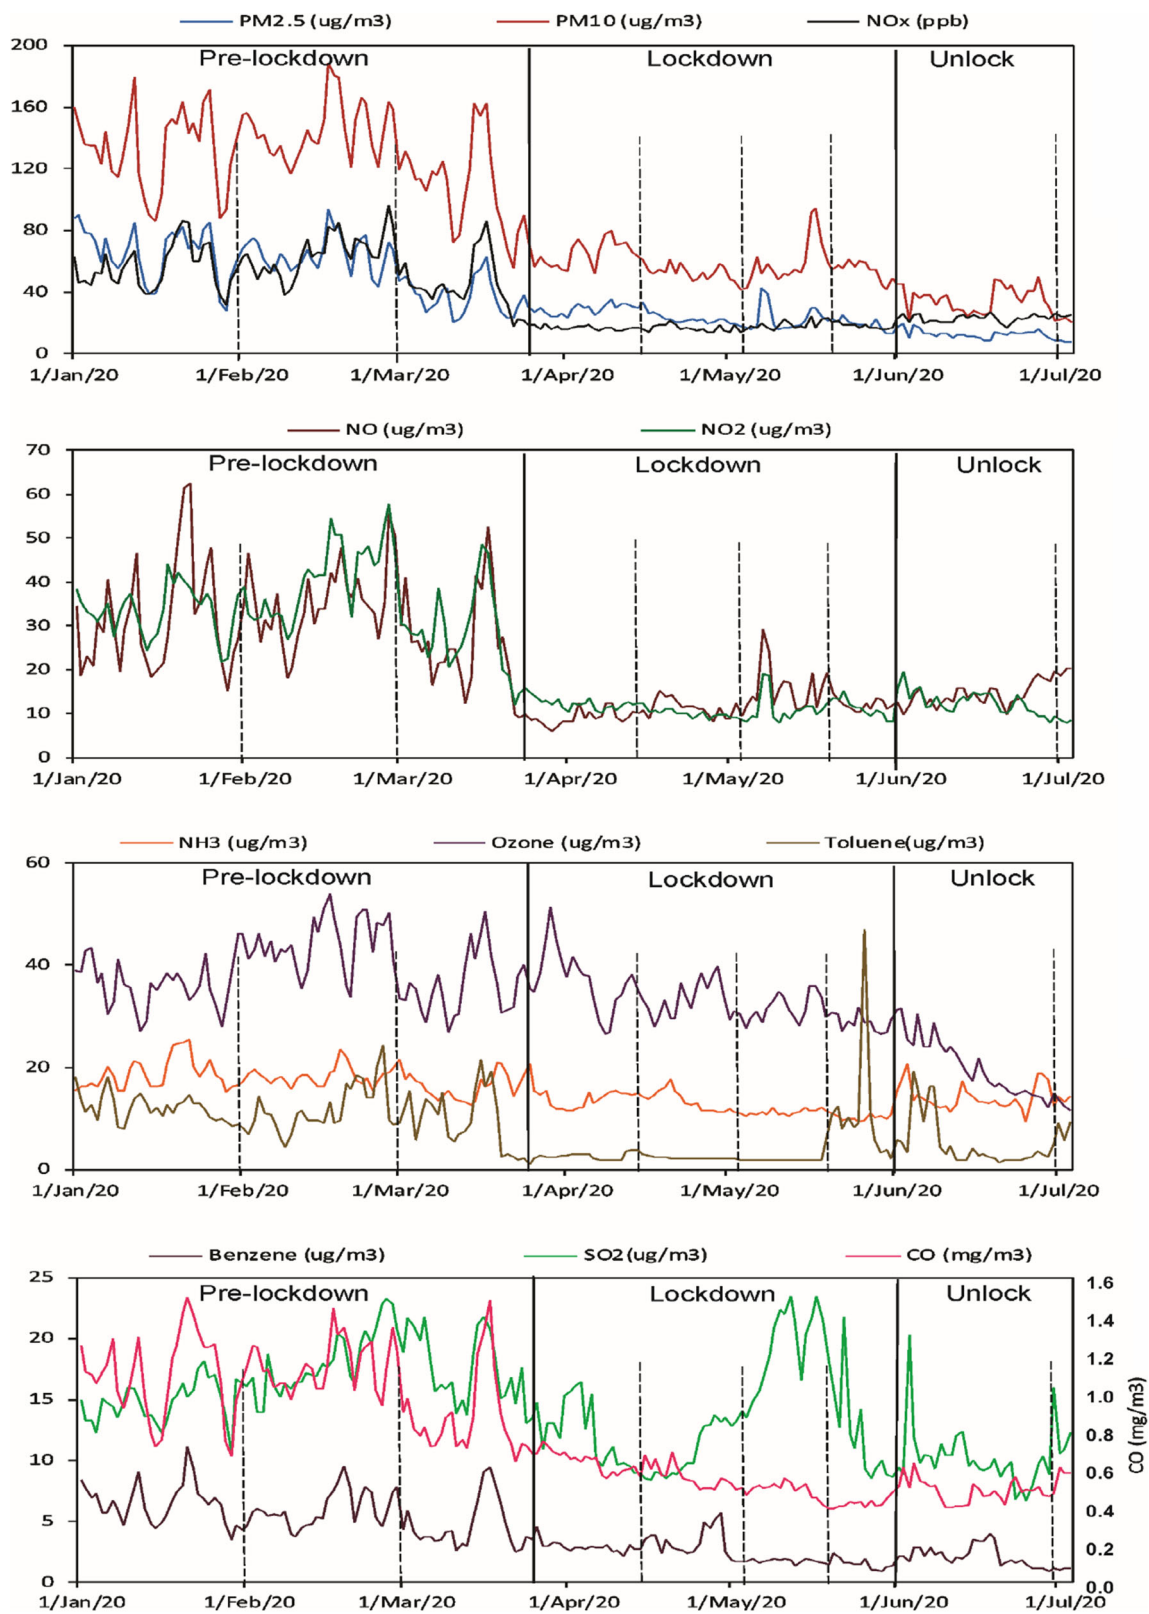 PM2.5 (ug/m3) PM10 (ug/m3) NOx (ppb)
200 Pre-lockdown Lockdown Unlock
160
120
80
40
0
1/Jan/20 1/Feb/20 1/Mar/20 1/Apr/20 1/May/20 1/Jun/20 1/Jul/20
NO (ug/m3) NO2 (ug/m3)
70 Pre-lockdown Lockdown Unlock
60
50
40
30
20
10
0
1/Jan/20 1/Feb/20 1/Mar/20 1/Apr/20 1/May/20 1/Jun/20 1/Jul/20
NH3 (ug/m3) Ozone (ug/m3) Toluene(ug/m3)
60 Pre-lockdown Lockdown Unlock
40
20
0
1/Jan/20 1/Feb/20 1/Mar/20 1/Apr/20 1/May/20 1/Jun/20 1/Jul/20
Benzene (ug/m3) SO2(ug/m3) CO (mg/m3)
25 Pre-lockdown Lockdown Unlock 1.6
1.4
20
1.2
15 1.0
0.8
10
0.6
5 0.4
0.2
0 0.0
CO (mg/m3)
1/Jan/20 1/Feb/20 1/Mar/20 1/Apr/20 1/May/20 1/Jun/20 1/Jul/20